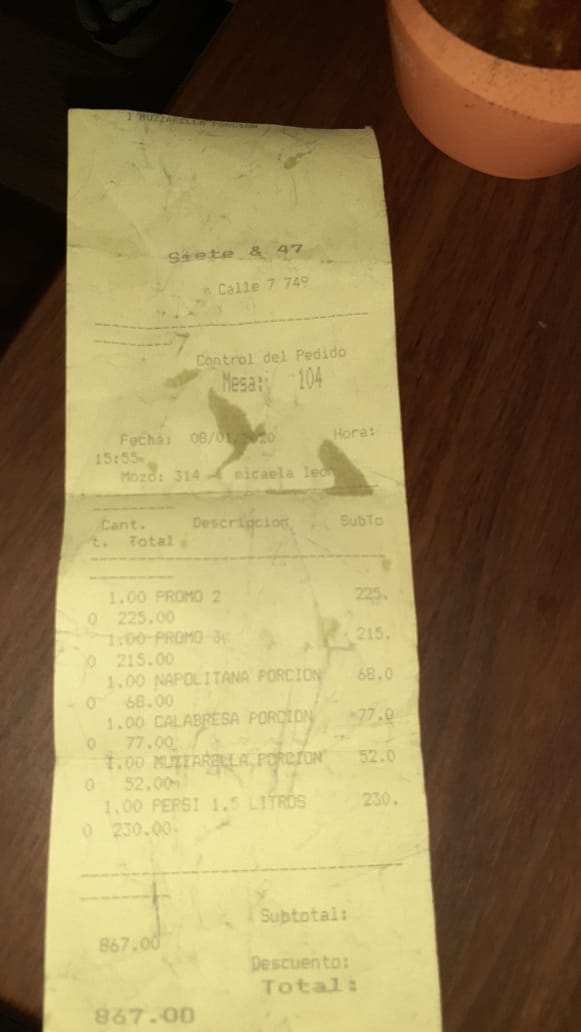 1 MUZZARELLA PORCION
Siete & 47
Calle 7 749
Control del Pedido
Mesa: 104
Fecha: 08/01/2020 Hora:
15:55
Mozo: 314 - micaela leon
Cant. Descripcion SubTo
t. Total
1.00 PROMO 2 225.
0 225.00
1.00 PROMO 3 215.
0 215.00
1.00 NAPOLITANA PORCION 68.0
0 68.00
1.00 CALABRESA PORCION 77.0
0 77.00
1.00 MUZZARELLA PORCION 52.0
0 52.00
1.00 PEPSI 1.5 LITROS 230.
0 230.00
Subtotal:
867.00
Descuento:
Total:
867.00